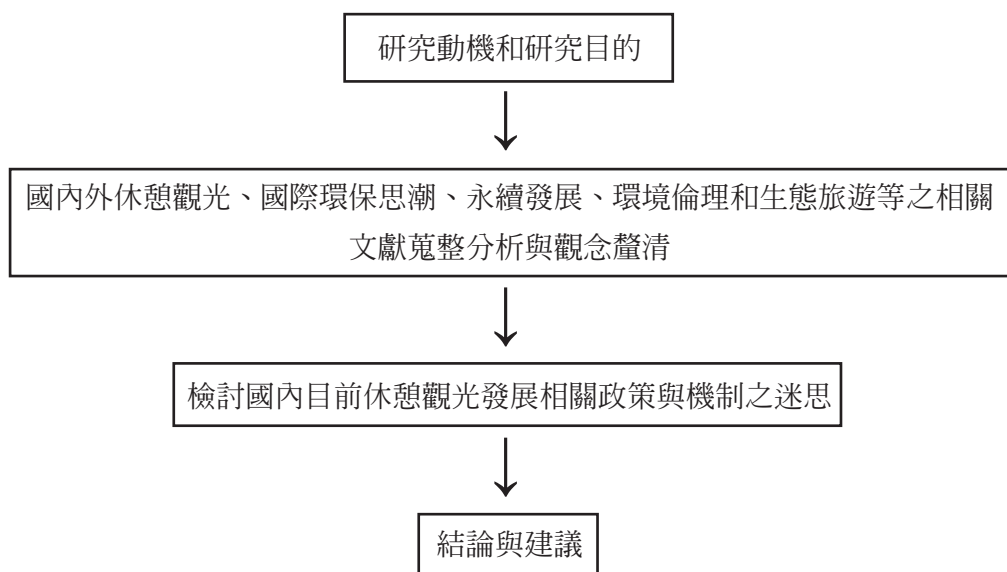 研究動機和研究目的
國內外休憩觀光、國際環保思潮、永續發展、環境倫理和生態旅遊等之相關
文獻蒐整分析與觀念釐清
檢討國內目前休憩觀光發展相關政策與機制之迷思
結論與建議